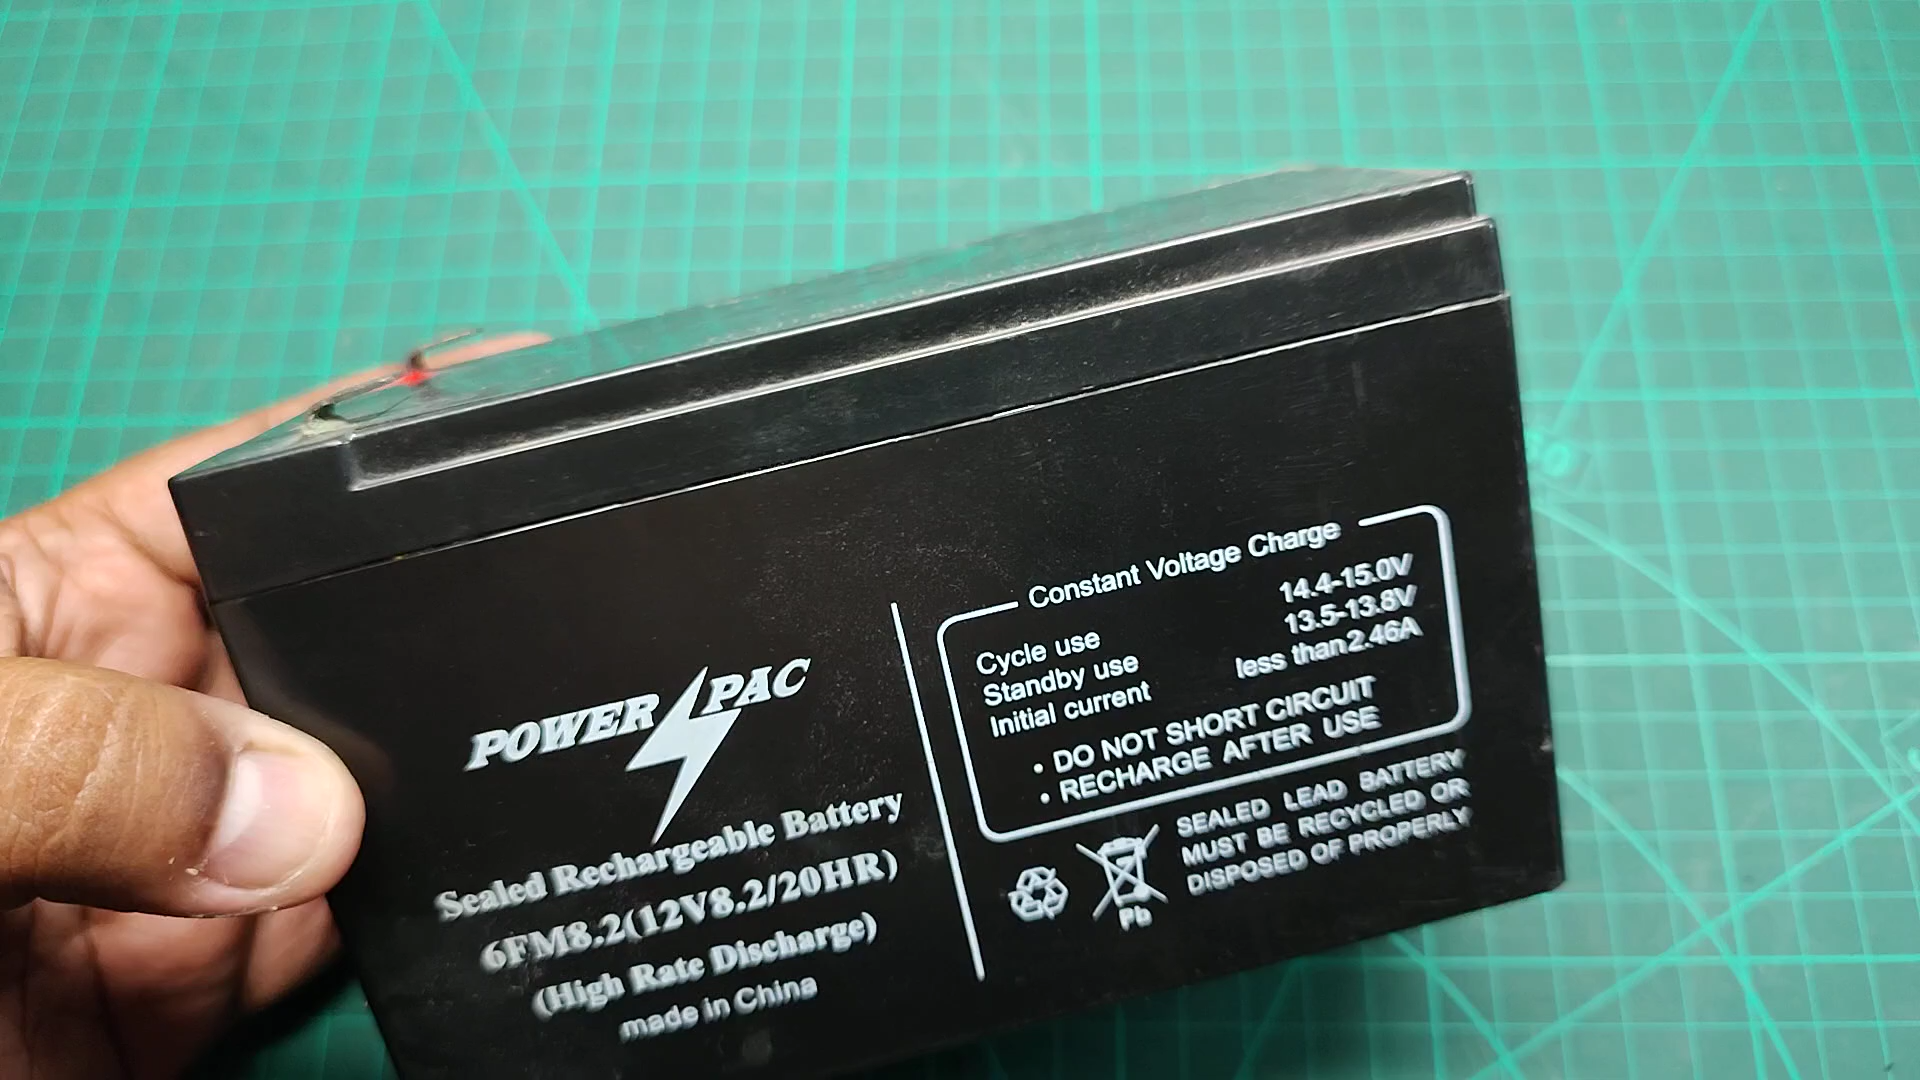 POWER PAC
Sealed Rechargeable Battery
6FM8.2(12V8.2/20HR)
(High Rate Discharge)
made in China
Constant Voltage Charge
Cycle use 14.4-15.0V
Standby use 13.5-13.8V
Initial current less than2.46A
• DO NOT SHORT CIRCUIT
• RECHARGE AFTER USE
Pb
SEALED LEAD BATTERY
MUST BE RECYCLED OR
DISPOSED OF PROPERLY